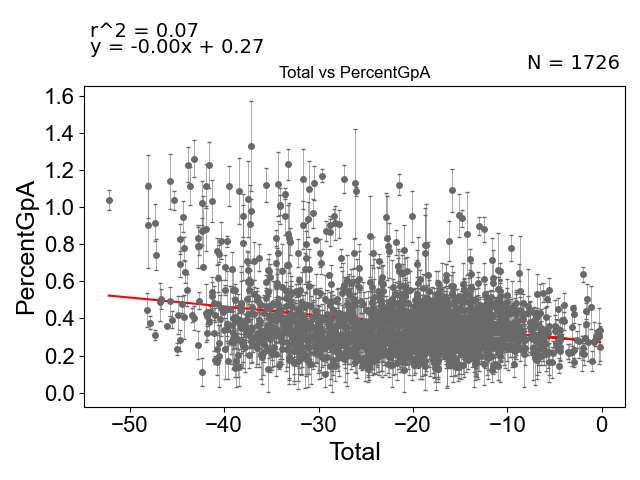 r^2 = 0.07
y = -0.00x + 0.27
N = 1726
Total vs PercentGpA
PercentGpA
1.6
1.4
1.2
1.0
0.8
0.6
0.4
0.2
0.0
−50 −40 −30 −20 −10 0
Total